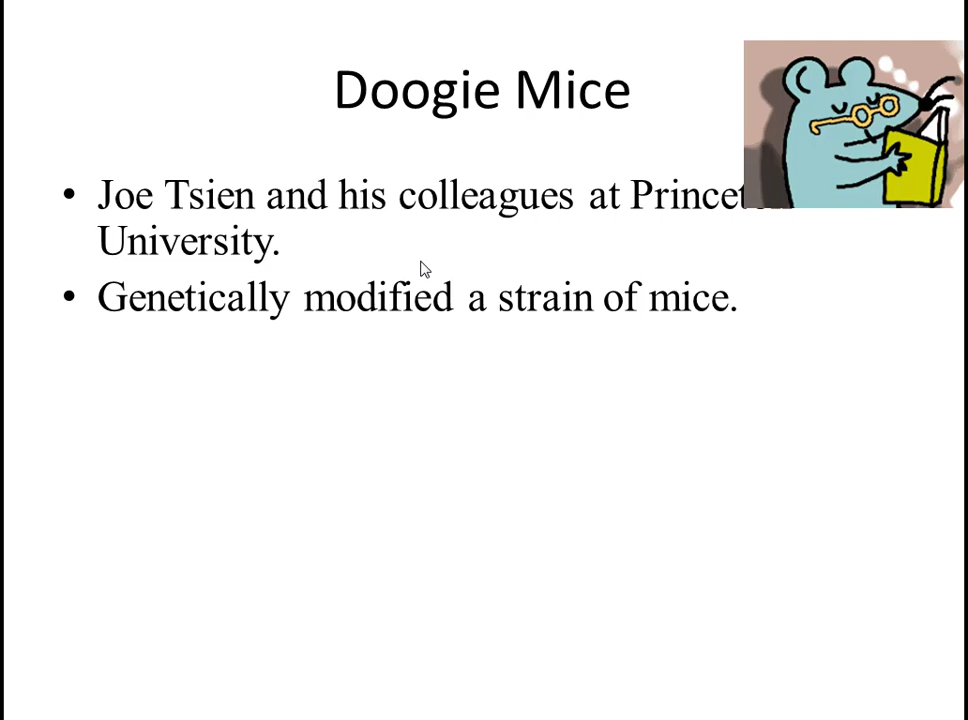 Doogie Mice
• Joe Tsien and his colleagues at Princeton
University.
• Genetically modified a strain of mice.